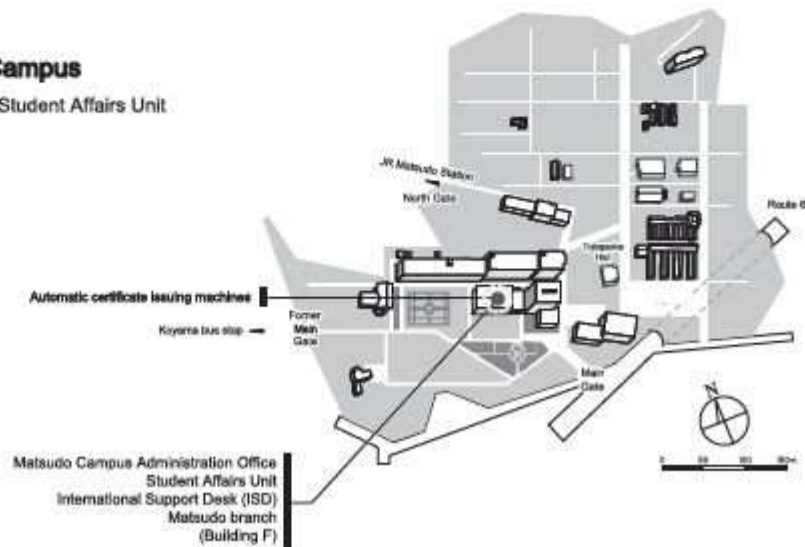 Campus
Student Affairs Unit
JR Matsudo Station
North Gate
Route 6
Automatic certificate issuing machines
Koyama bus stop
Former
Main
Gate
Main
Gate
N
Matsudo Campus Administration Office
Student Affairs Unit
International Support Desk (ISD)
Matsudo branch
(Building F)
0